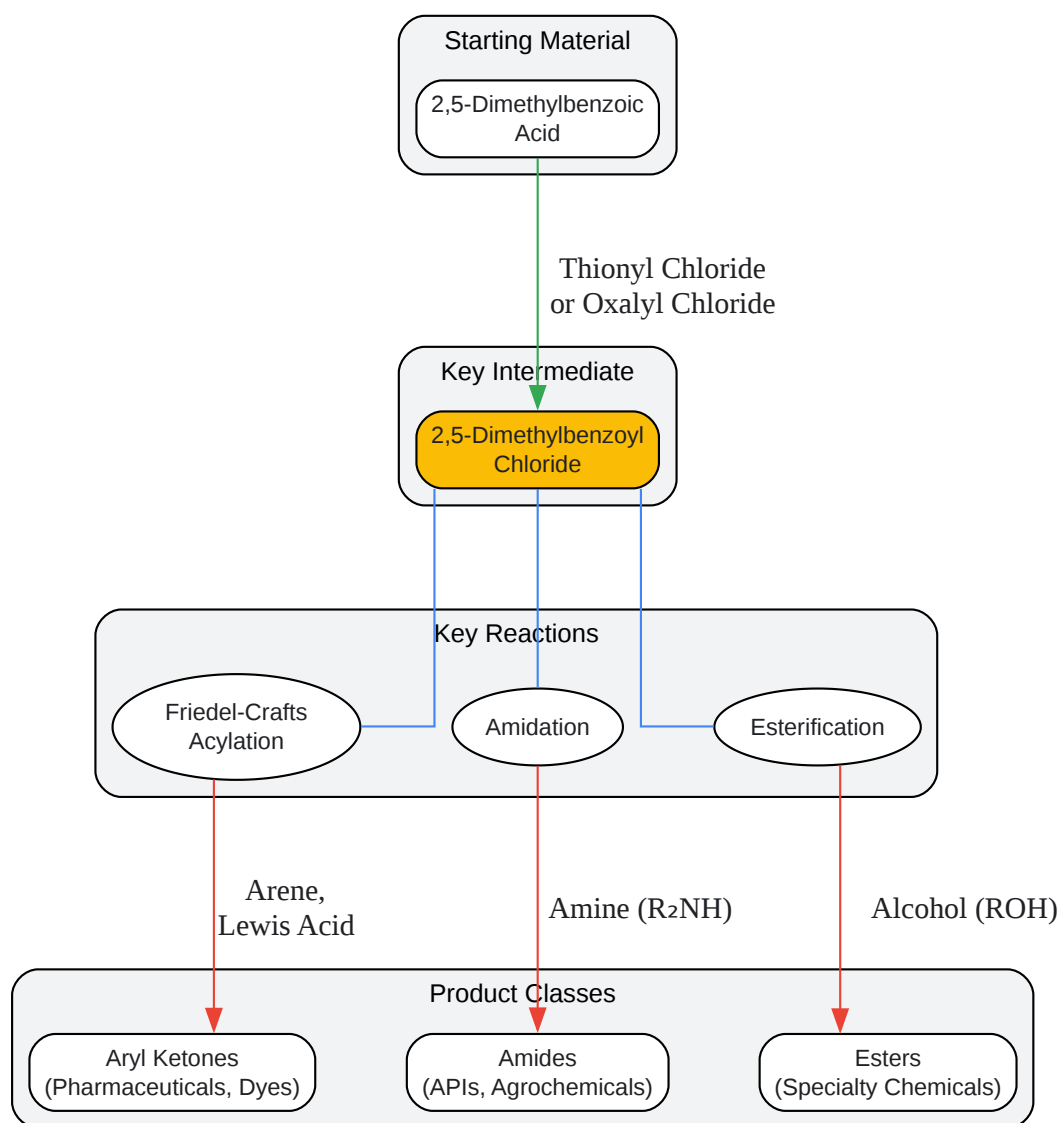 Starting Material
2,5-Dimethylbenzoic
Acid
Thionyl Chloride
or Oxalyl Chloride
Key Intermediate
2,5-Dimethylbenzoyl
Chloride
Key Reactions
Friedel-Crafts
Acylation
Amidation
Esterification
Arene,
Lewis Acid
Amine (R₂NH)
Alcohol (ROH)
Product Classes
Aryl Ketones
(Pharmaceuticals, Dyes)
Amides
(APIs, Agrochemicals)
Esters
(Specialty Chemicals)